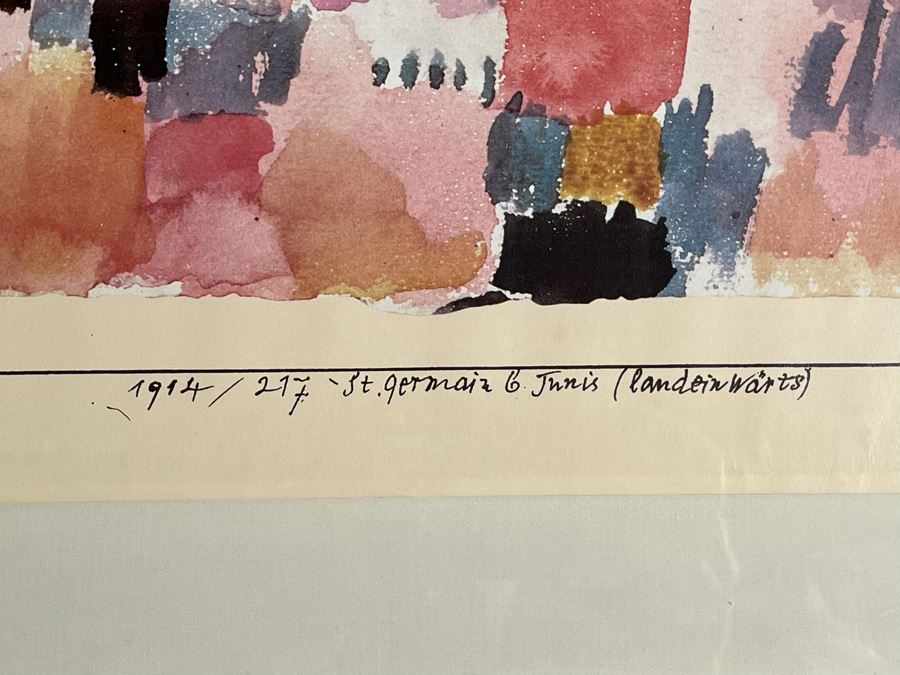 1914 / 217 St. Germain b. Tunis (landeinwärts)